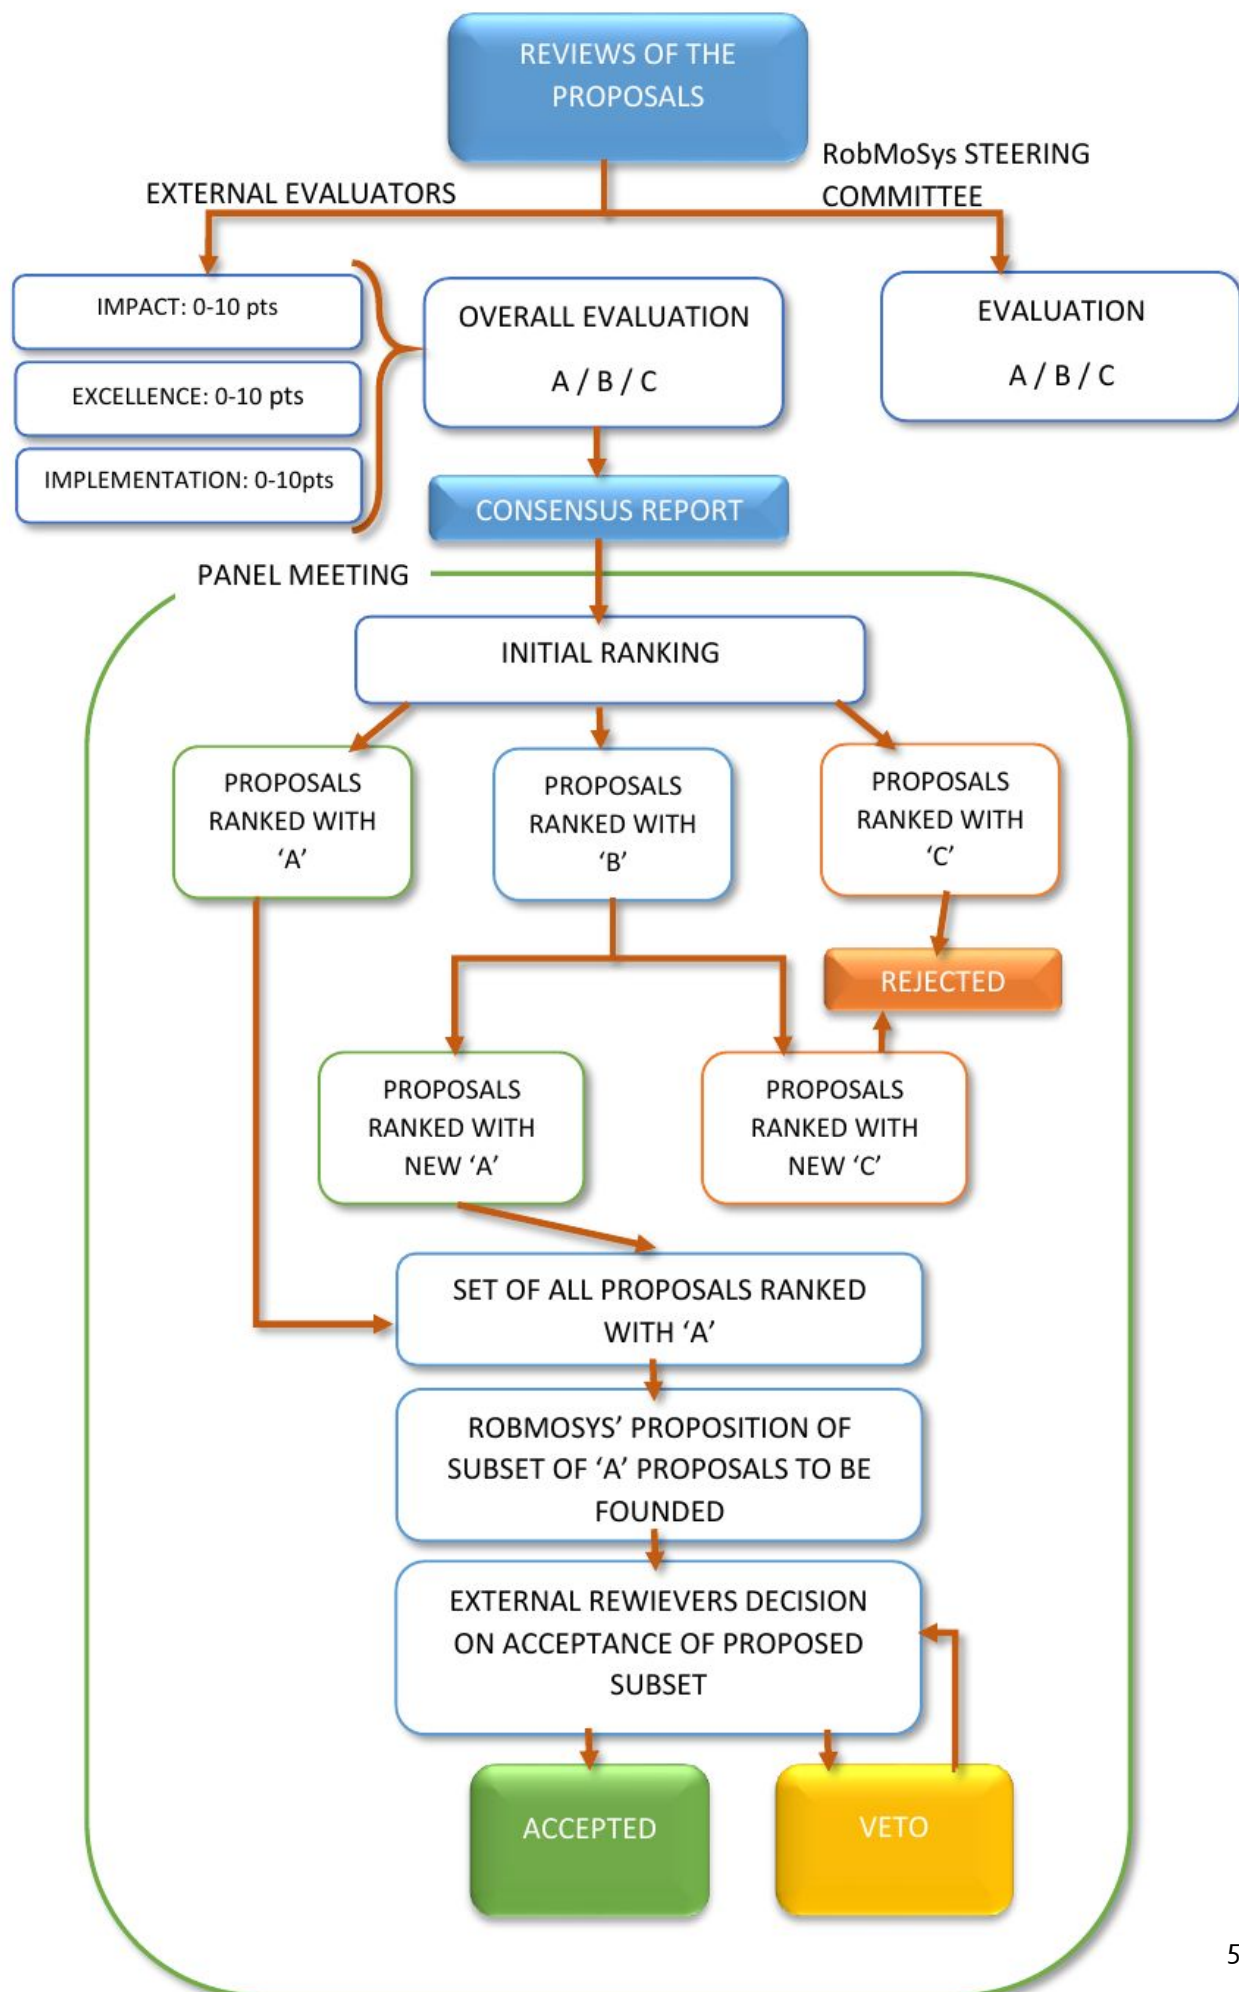 REVIEWS OF THE
PROPOSALS
RobMoSys STEERING
COMMITTEE
EXTERNAL EVALUATORS
IMPACT: 0-10 pts
EXCELLENCE: 0-10 pts
IMPLEMENTATION: 0-10pts
OVERALL EVALUATION
A / B / C
EVALUATION
A / B / C
CONSENSUS REPORT
PANEL MEETING
INITIAL RANKING
PROPOSALS
RANKED WITH
‘A’
PROPOSALS
RANKED WITH
‘B’
PROPOSALS
RANKED WITH
‘C’
REJECTED
PROPOSALS
RANKED WITH
NEW ‘A’
PROPOSALS
RANKED WITH
NEW ‘C’
SET OF ALL PROPOSALS RANKED
WITH ‘A’
ROBMOSYS’ PROPOSITION OF
SUBSET OF ‘A’ PROPOSALS TO BE
FOUNDED
EXTERNAL REWIEVERS DECISION
ON ACCEPTANCE OF PROPOSED
SUBSET
ACCEPTED
VETO
5